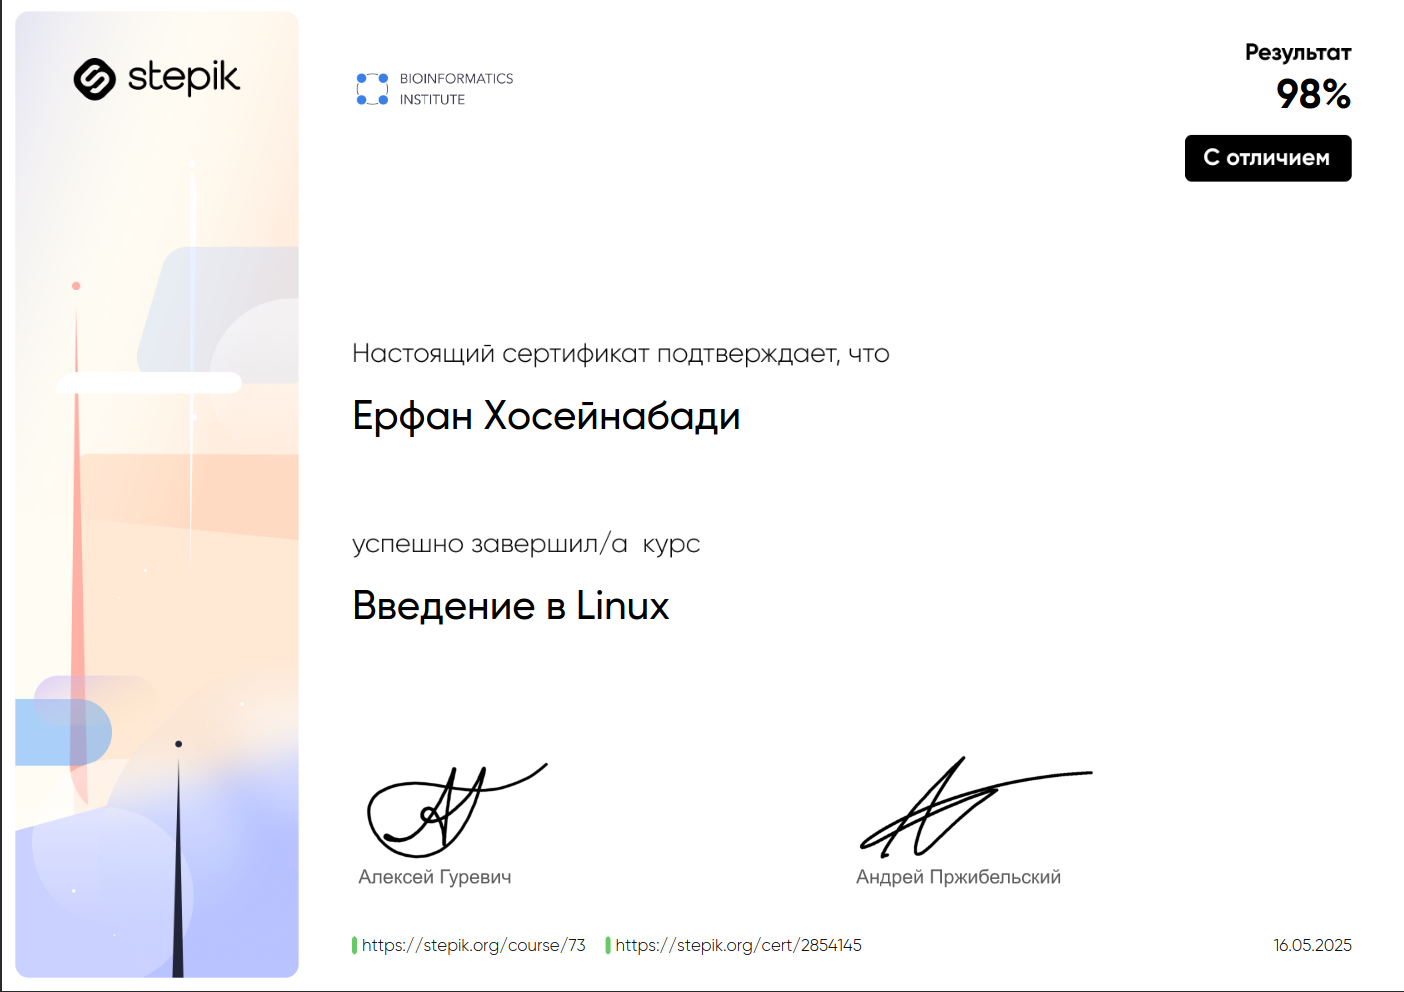 stepik
BIOINFORMATICS
INSTITUTE
Результат
98%
С отличием
Настоящий сертификат подтверждает, что
Ерфан Хосейнабади
успешно завершил/а курс
Введение в Linux
Алексей Гуревич
Андрей Пржибельский
https://stepik.org/course/73
https://stepik.org/cert/2854145
16.05.2025